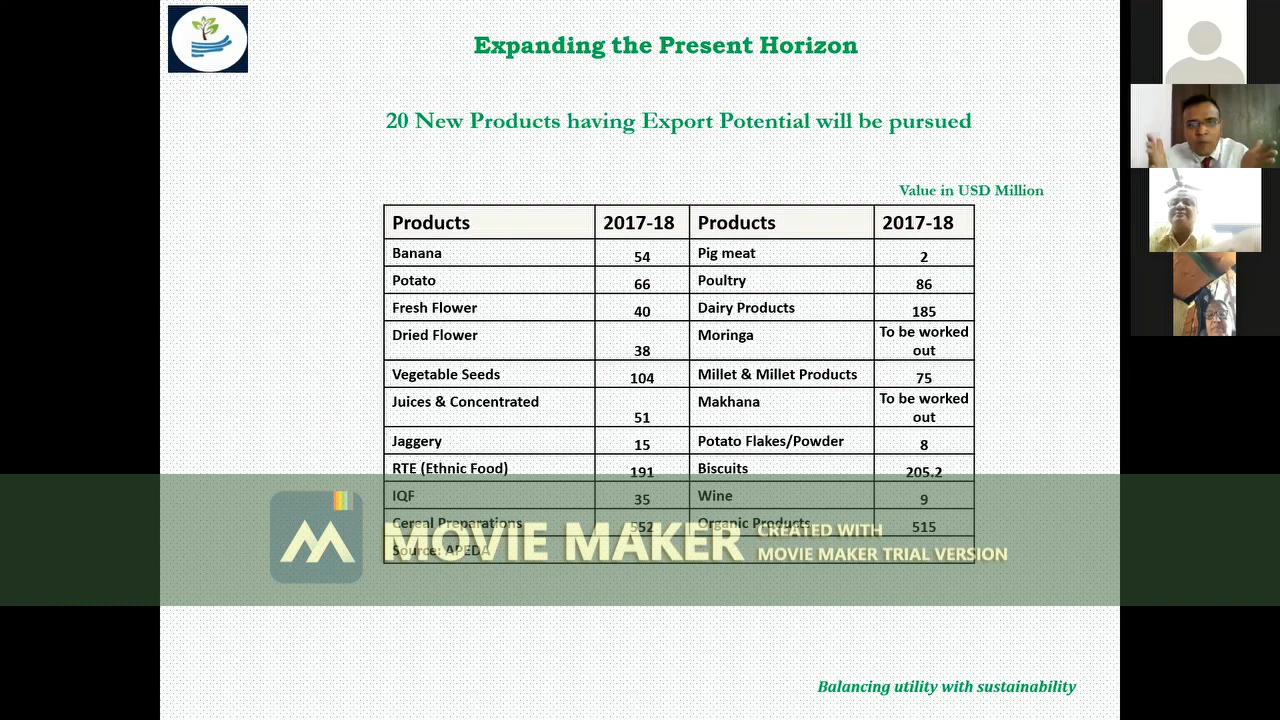 Expanding the Present Horizon
20 New Products having Export Potential will be pursued
Value in USD Million
Products 2017-18 Products 2017-18
Banana 54 Pig meat 2
Potato 66 Poultry 86
Fresh Flower 40 Dairy Products 185
Dried Flower 38 Moringa To be worked out
Vegetable Seeds 104 Millet & Millet Products 75
Juices & Concentrated 51 Makhana To be worked out
Jaggery 15 Potato Flakes/Powder 8
RTE (Ethnic Food) 191 Biscuits 205.2
IQF 35 Wine 9
Cereal Preparations 552 Organic Products 515
Source: APEDA
MOVIE MAKER
CREATED WITH
MOVIE MAKER TRIAL VERSION
Balancing utility with sustainability